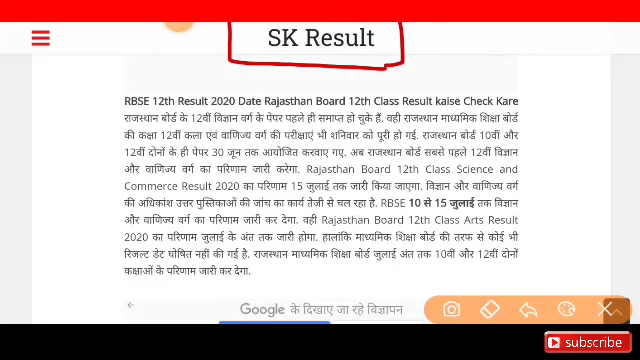 SK Result
RBSE 12th Result 2020 Date Rajasthan Board 12th Class Result kaise Check Kare
राजस्थान बोर्ड के 12वीं विज्ञान वर्ग के पेपर पहले ही समाप्त हो चुके हैं. वही राजस्थान माध्यमिक शिक्षा बोर्ड
की कक्षा 12वीं कला एवं वाणिज्य वर्ग की परीक्षाएं भी शनिवार को पूरी हो गई. राजस्थान बोर्ड 10वीं और
12वीं दोनों के ही पेपर 30 जून तक आयोजित करवाए गए. अब राजस्थान बोर्ड सबसे पहले 12वीं विज्ञान
और वाणिज्य वर्ग का परिणाम जारी करेगा. Rajasthan Board 12th Class Science and
Commerce Result 2020 का परिणाम 15 जुलाई तक जारी किया जाएगा. विज्ञान और वाणिज्य वर्ग
की अधिकांश उत्तर पुस्तिकाओं की जांच का कार्य तेजी से चल रहा है. RBSE 10 से 15 जुलाई तक विज्ञान
और वाणिज्य वर्ग का परिणाम जारी कर देगा. वही Rajasthan Board 12th Class Arts Result
2020 का परिणाम जुलाई के अंत तक जारी होगा. हालांकि माध्यमिक शिक्षा बोर्ड की तरफ से कोई भी
रिजल्ट डेट घोषित नहीं की गई है. राजस्थान माध्यमिक शिक्षा बोर्ड जुलाई अंत तक 10वीं और 12वीं दोनों
कक्षाओं के परिणाम जारी कर देगा.
Google के दिखाए जा रहे विज्ञापन
subscribe